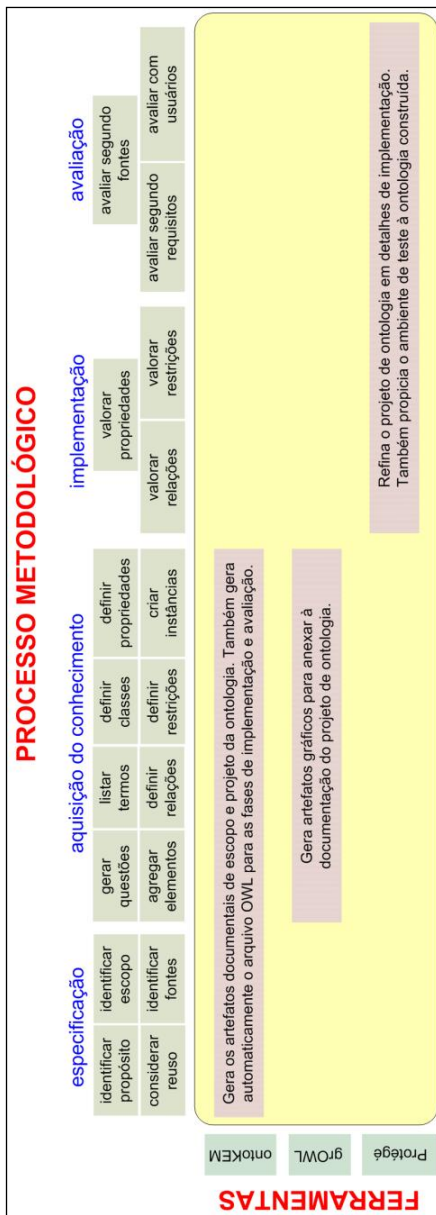 PROCESSO METODOLÓGICO
especificação
identificar
propósito
identificar
escopo
considerar
reuso
identificar
fontes
aquisição do conhecimento
gerar
questões
listar
termos
definir
classes
definir
propriedades
agregar
elementos
definir
relações
definir
restrições
criar
instâncias
implementação
valorar
propriedades
valorar
relações
valorar
restrições
avaliação
avaliar segundo
fontes
avaliar segundo
requisitos
avaliar com
usuários
FERRAMENTAS
ontoKEM
Gera os artefatos documentais de escopo e projeto da ontologia. Também gera
automaticamente o arquivo OWL para as fases de implementação e avaliação.
grOWL
Gera artefatos gráficos para anexar à
documentação do projeto de ontologia.
Protégé
Refina o projeto de ontologia em detalhes de implementação.
Também propicia o ambiente de teste à ontologia construída.